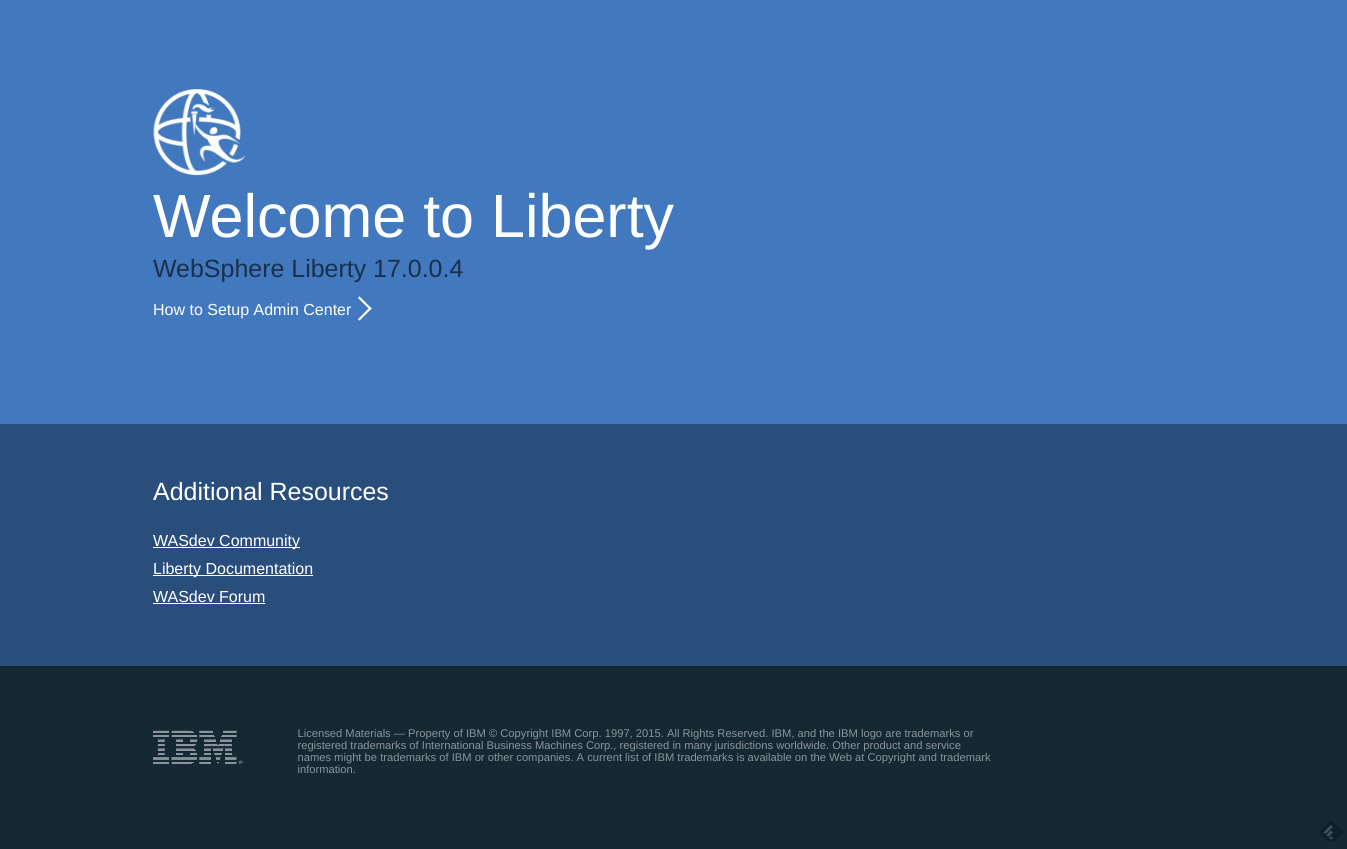 Welcome to Liberty
WebSphere Liberty 17.0.0.4
How to Setup Admin Center
Additional Resources
WASdev Community
Liberty Documentation
WASdev Forum
IBM®
Licensed Materials — Property of IBM © Copyright IBM Corp. 1997, 2015. All Rights Reserved. IBM, and the IBM logo are trademarks or
registered trademarks of International Business Machines Corp., registered in many jurisdictions worldwide. Other product and service
names might be trademarks of IBM or other companies. A current list of IBM trademarks is available on the Web at Copyright and trademark
information.